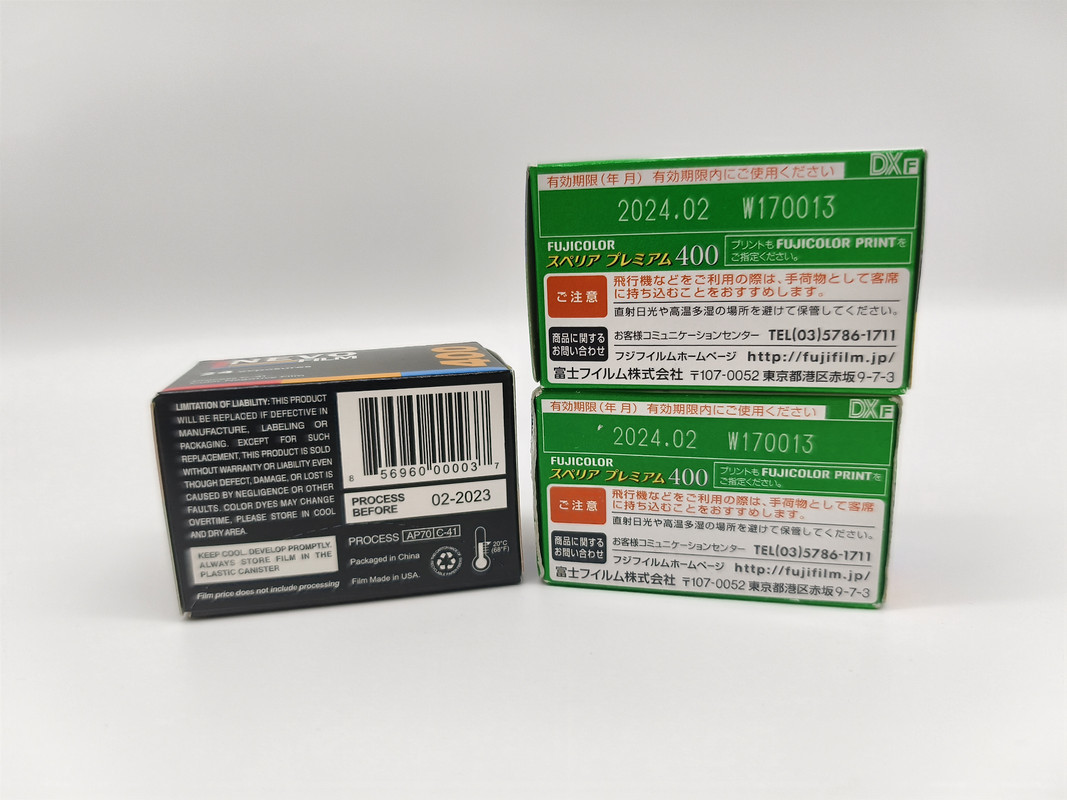 FILM
400
LIMITATION OF LIABILITY: THIS PRODUCT
WILL BE REPLACED IF DEFECTIVE IN
MANUFACTURE, LABELING OR
PACKAGING. EXCEPT FOR SUCH
REPLACEMENT, THIS PRODUCT IS SOLD
WITHOUT WARRANTY OR LIABILITY EVEN
THOUGH DEFECT, DAMAGE, OR LOST IS
CAUSED BY NEGLIGENCE OR OTHER
FAULTS. COLOR DYES MAY CHANGE
OVERTIME, PLEASE STORE IN COOL
AND DRY AREA.
KEEP COOL. DEVELOP PROMPTLY.
ALWAYS STORE FILM IN THE
PLASTIC CANISTER
Film price does not include processing
8 56960 00003 7
PROCESS
BEFORE
02-2023
PROCESS AP70 C-41
Packaged in China
Film Made in USA.
20°C
(68°F)
DX F
有効期限(年 月) 有効期限内にご使用ください
2024.02 W170013
FUJICOLOR
スペリア プレミアム 400
プリントも FUJICOLOR PRINT を
ご指定ください。
ご注意
飛行機などをご利用の際は、手荷物として客席
に持ち込むことをおすすめします。
直射日光や高温多湿の場所を避けて保管してください。
商品に関する
お問い合わせ
お客様コミュニケーションセンター TEL(03)5786-1711
フジフイルムホームページ http://fujifilm.jp/
富士フイルム株式会社 〒107-0052 東京都港区赤坂9-7-3
DX F
有効期限(年 月) 有効期限内にご使用ください
2024.02 W170013
FUJICOLOR
スペリア プレミアム 400
プリントも FUJICOLOR PRINT を
ご指定ください。
ご注意
飛行機などをご利用の際は、手荷物として客席
に持ち込むことをおすすめします。
直射日光や高温多湿の場所を避けて保管してください。
商品に関する
お問い合わせ
お客様コミュニケーションセンター TEL(03)5786-1711
フジフイルムホームページ http://fujifilm.jp/
富士フイルム株式会社 〒107-0052 東京都港区赤坂9-7-3